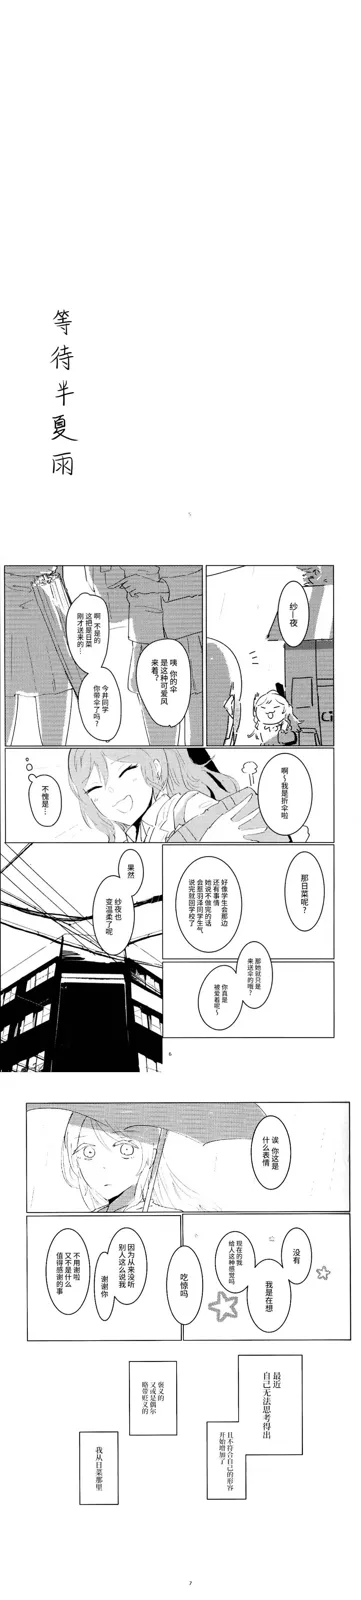 等待半夏雨
5
纱—夜
咦 你的伞
是这种可爱风
来着？
啊 不是的
这把是日菜
刚才送来的…
今井同学
你带伞了吗？
啊～我是折伞啦
不愧是…
那日菜呢？
好像学生会那边
还有事情
她说不做完的话
会惹羽泽同学生气
说完就回学校了
那她就只是
来送伞的哦？
你真是
被爱着呢～
果然
纱夜也
变温柔了呢
6
诶 你这是
什么表情
没有
我是在想
现在的我
给人这种感觉吗
吃惊吗
因为从来没听
别人这么说我
谢谢你
不用谢啦
又不是什么
值得感谢的事
最近
自己无法思考得出
且不符合自己的形容
开始增加了
褒义的
又或是偶尔
略带贬义的
我从日菜那里
7